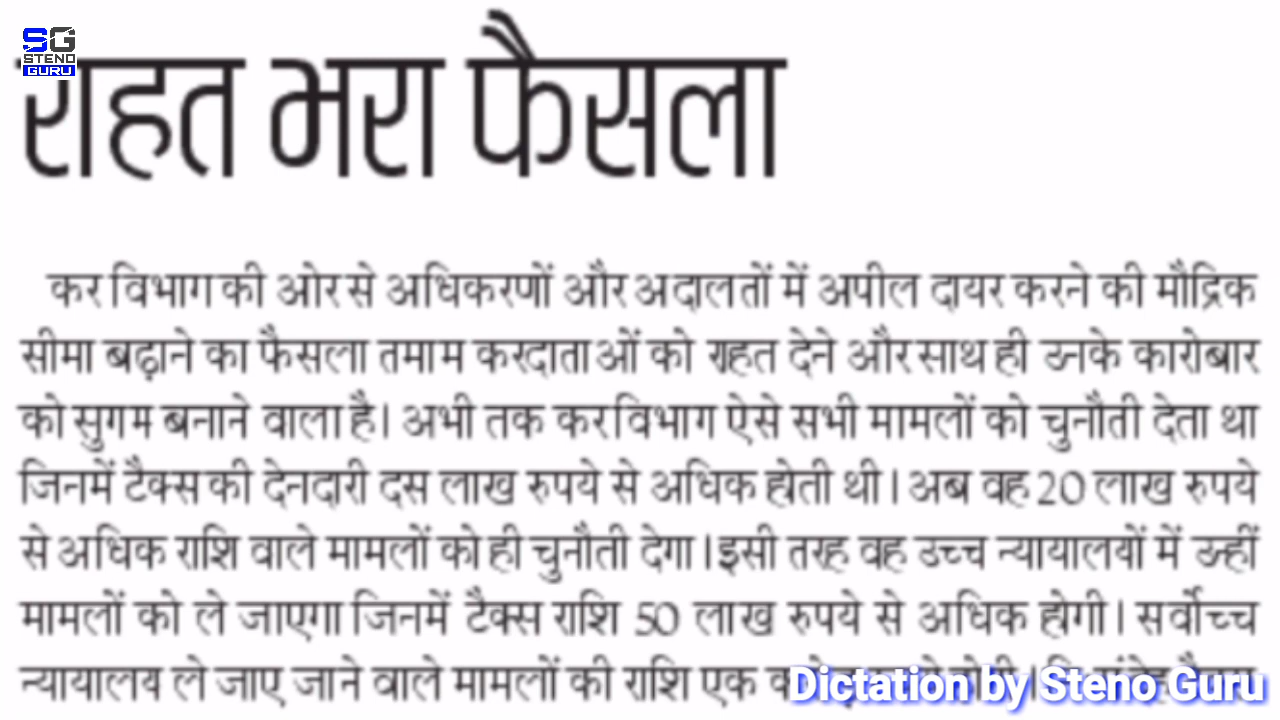 SG
STENO
GURU
राहत भरा फैसला
कर विभाग की ओर से अधिकरणों और अदालतों में अपील दायर करने की मौद्रिक
सीमा बढ़ाने का फैसला तमाम करदाताओं को राहत देने और साथ ही उनके कारोबार
को सुगम बनाने वाला है। अभी तक कर विभाग ऐसे सभी मामलों को चुनौती देता था
जिनमें टैक्स की देनदारी दस लाख रुपये से अधिक होती थी। अब वह 20 लाख रुपये
से अधिक राशि वाले मामलों को ही चुनौती देगा। इसी तरह वह उच्च न्यायालयों में उन्हीं
मामलों को ले जाएगा जिनमें टैक्स राशि 50 लाख रुपये से अधिक होगी। सर्वोच्च
न्यायालय ले जाए जाने वाले मामलों की राशि एक
Dictation by Steno Guru